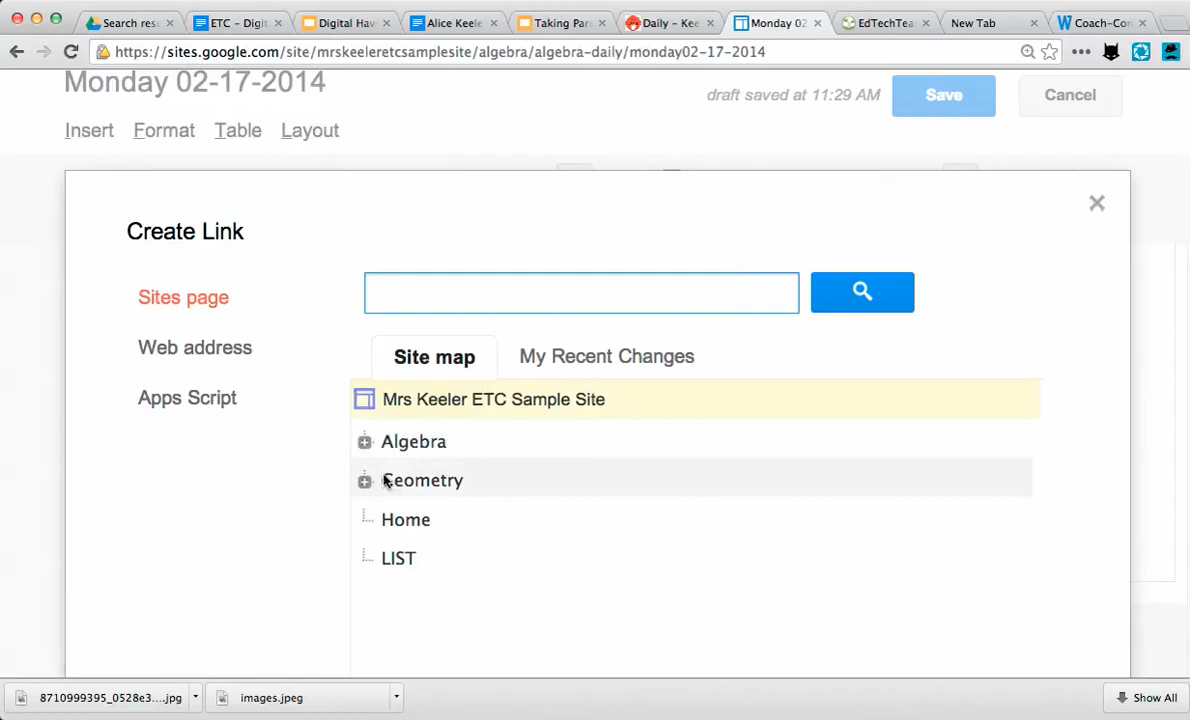 Search res
ETC - Digit
Digital Hav
Alice Keele
Taking Par
Daily - Kee
Monday 02
EdTechTea
New Tab
Coach-Co
https://sites.google.com/site/mrskeeleretcsamplesite/algebra/algebra-daily/monday02-17-2014
Monday 02-17-2014
draft saved at 11:29 AM
Save
Cancel
Insert
Format
Table
Layout
Create Link
Sites page
Web address
Site map
My Recent Changes
Apps Script
Mrs Keeler ETC Sample Site
Algebra
Geometry
Home
LIST
8710999395_0528e3....jpg
images.jpeg
Show All